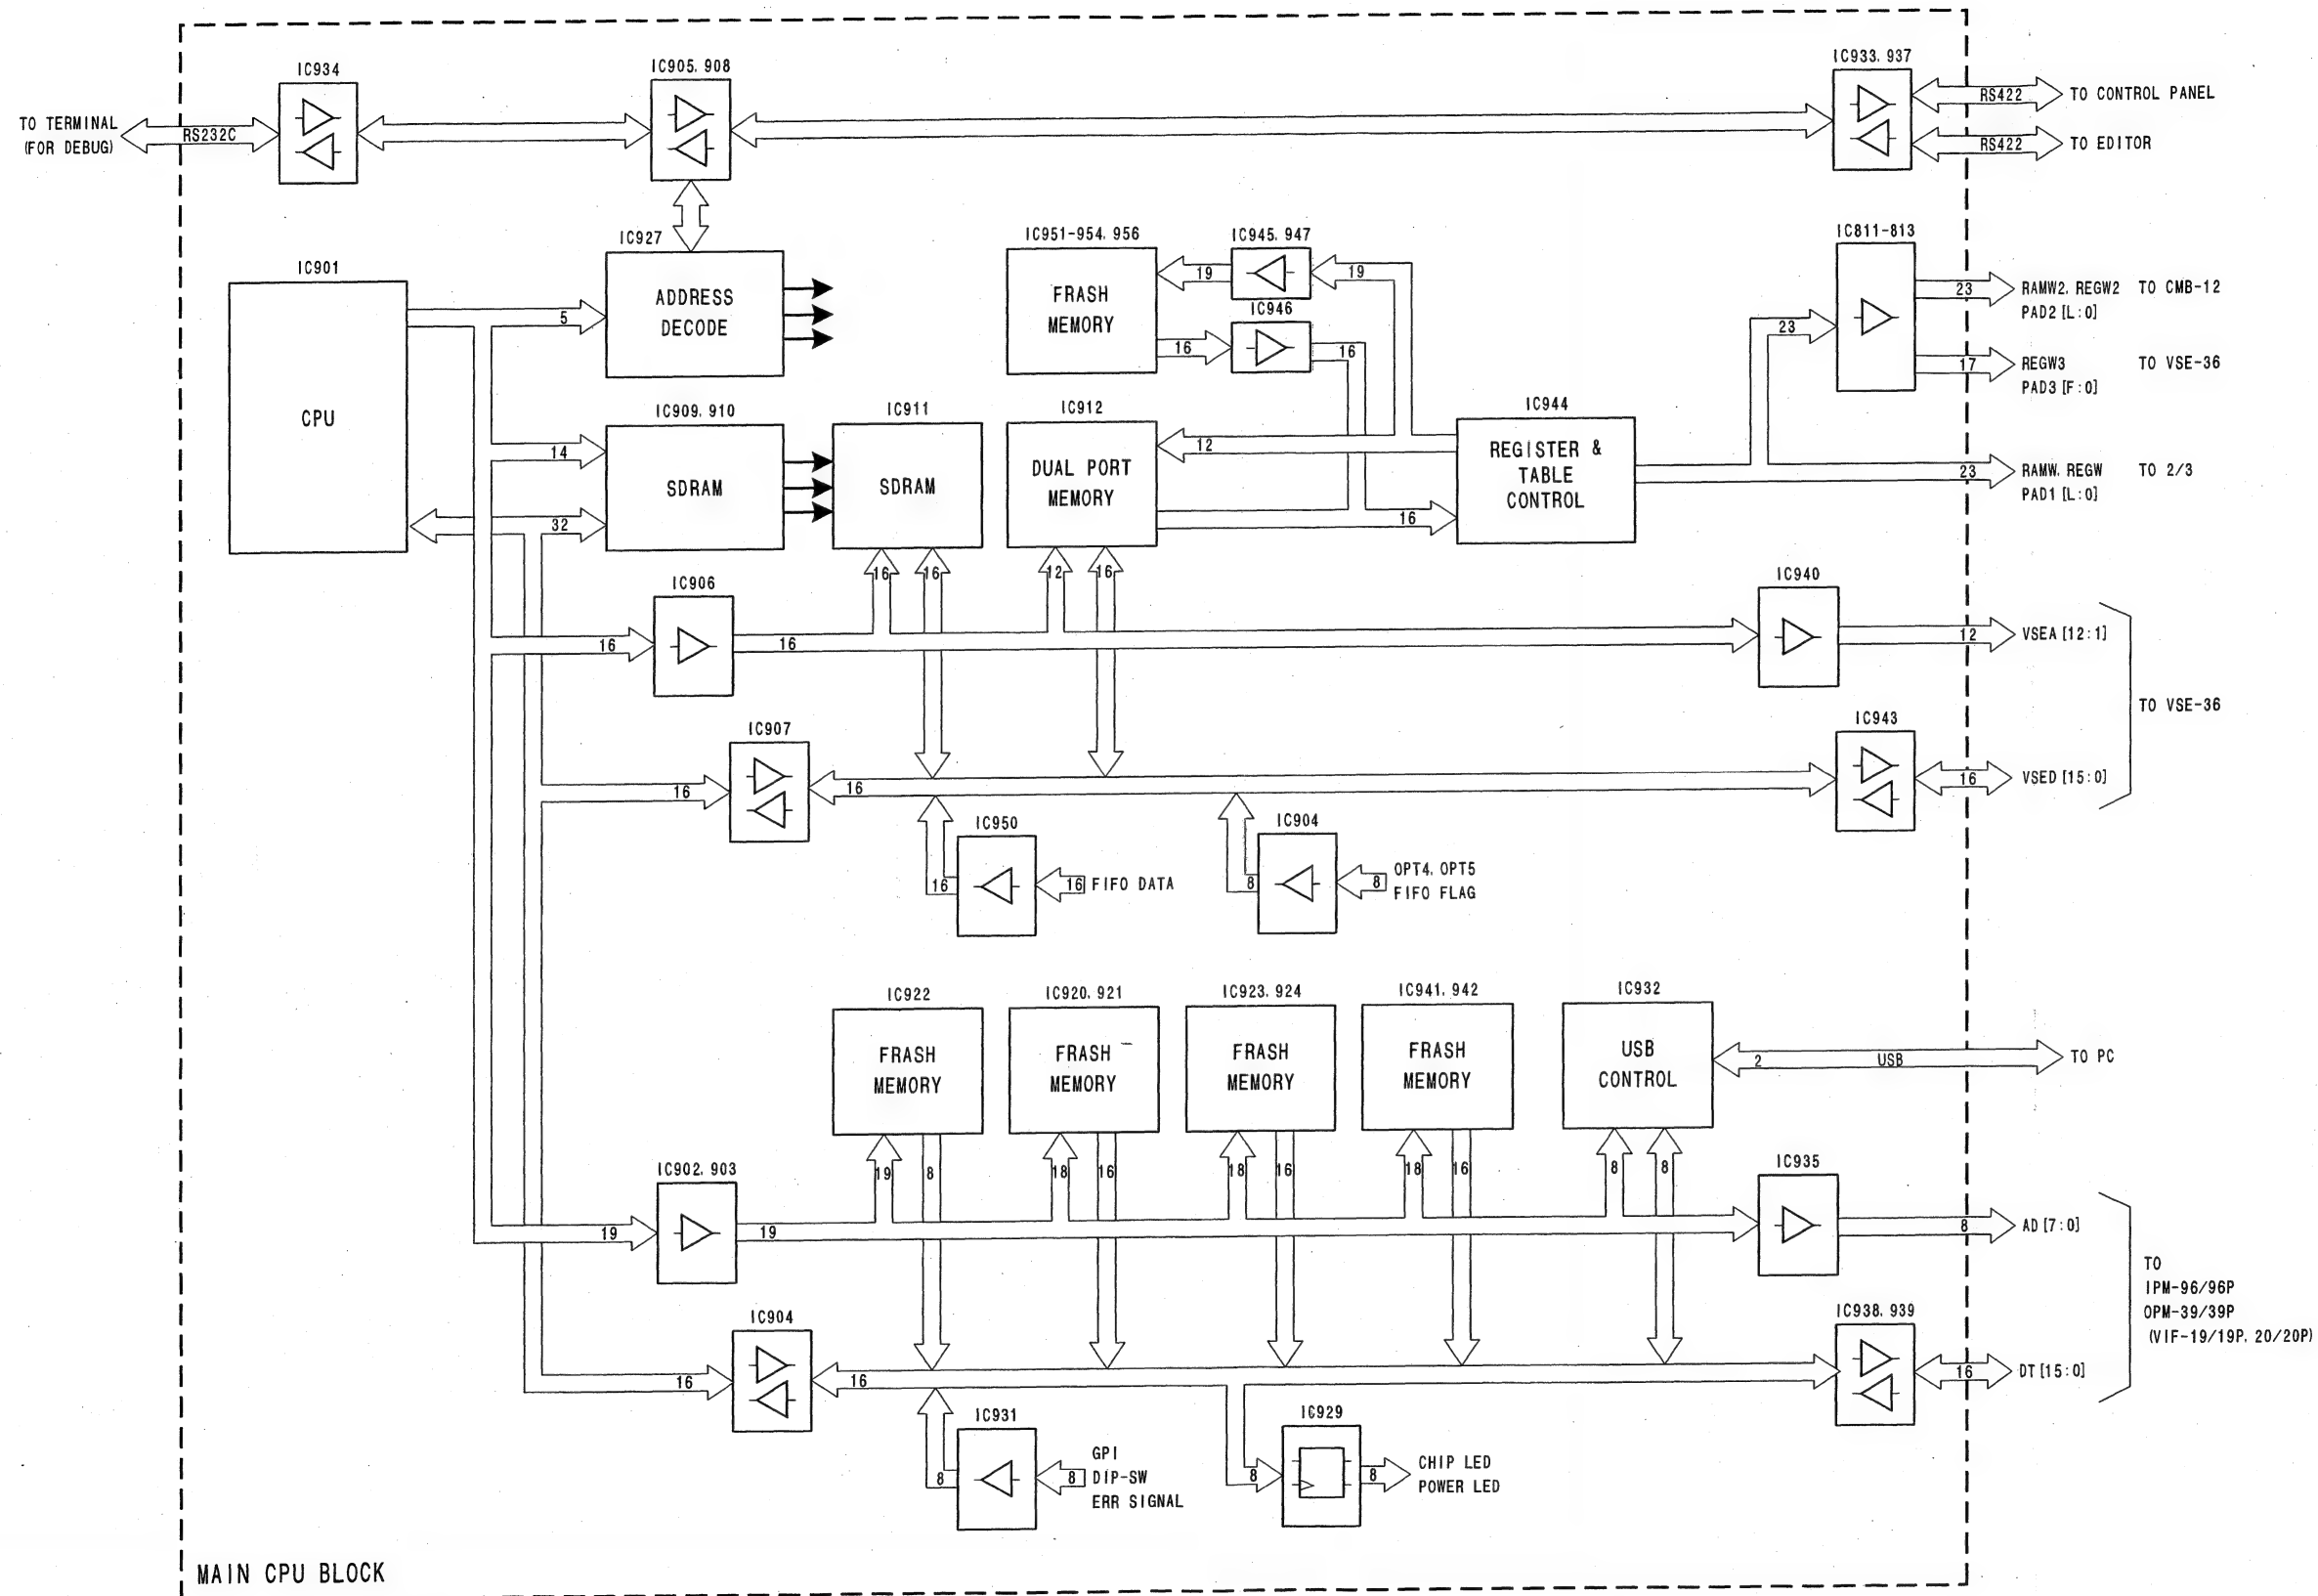 IC934
IC905, 908
IC933, 937
TO TERMINAL
(FOR DEBUG)
RS232C
RS422
TO CONTROL PANEL
RS422
TO EDITOR
IC901
CPU
IC927
ADDRESS
DECODE
5
IC951-954, 956
FRASH
MEMORY
IC945, 947
19
19
IC946
16
16
IC811-813
23
23
RAMW2, REGW2
PAD2 [L:0]
TO CMB-12
17
REGW3
PAD3 [F:0]
TO VSE-36
IC909, 910
SDRAM
14
32
IC911
SDRAM
IC912
DUAL PORT
MEMORY
12
16
IC944
REGISTER &
TABLE
CONTROL
23
RAMW, REGW
PAD1 [L:0]
TO 2/3
16
16
12
16
IC906
16
16
IC940
12
VSEA [12:1]
TO VSE-36
IC907
16
16
IC943
16
VSED [15:0]
IC950
16
16
FIFO DATA
IC904
8
8
OPT4, OPT5
FIFO FLAG
IC922
FRASH
MEMORY
IC920, 921
FRASH
MEMORY
IC923, 924
FRASH
MEMORY
IC941, 942
FRASH
MEMORY
IC932
USB
CONTROL
2
USB
TO PC
19
8
18
16
18
16
18
16
8
8
IC902, 903
19
19
IC935
8
AD [7:0]
TO
IPM-96/96P
OPM-39/39P
(VIF-19/19P, 20/20P)
IC904
16
16
IC938, 939
16
DT [15:0]
IC931
8
8
GPI
DIP-SW
ERR SIGNAL
IC929
8
8
CHIP LED
POWER LED
MAIN CPU BLOCK